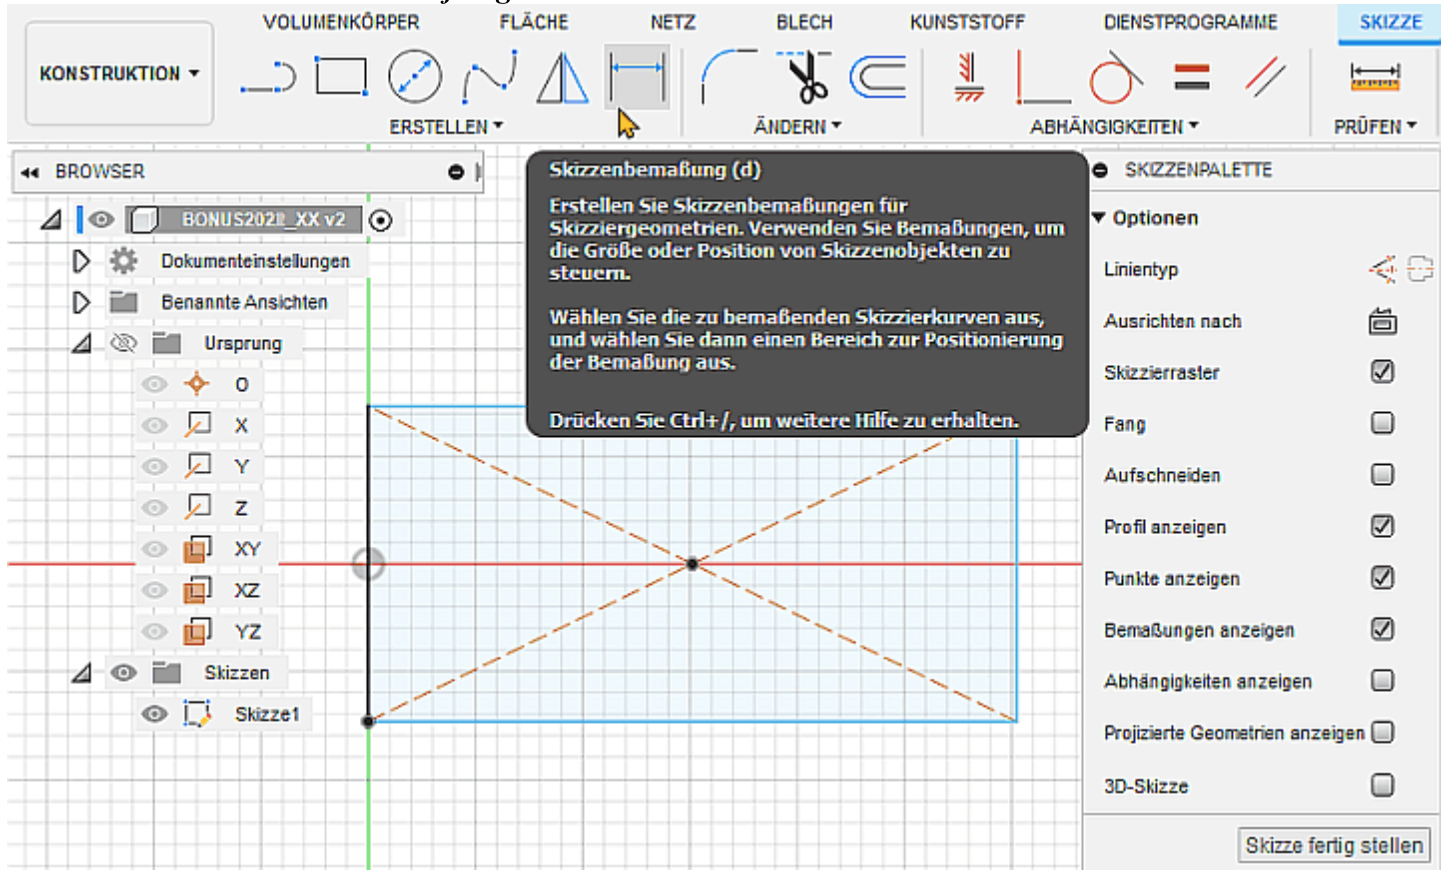 VOLUMENKÖRPER FLÄCHE NETZ BLECH KUNSTSTOFF DIENSTPROGRAMME SKIZZE
KONSTRUKTION
ERSTELLEN ÄNDERN ABHÄNGIGKEITEN PRÜFEN
BROWSER
v2
Dokumenteinstellungen
Benannte Ansichten
Ursprung
O
X
Y
Z
XY
XZ
YZ
Skizzen
Skizze1
Skizzenbemaßung (d)
Erstellen Sie Skizzenbemaßungen für
Skizziergeometrien. Verwenden Sie Bemaßungen, um
die Größe oder Position von Skizzenobjekten zu
steuern.
Wählen Sie die zu bemaßenden Skizzierkurven aus,
und wählen Sie dann einen Bereich zur Positionierung
der Bemaßung aus.
Drücken Sie Ctrl+/, um weitere Hilfe zu erhalten.
SKIZZENPALETTE
Optionen
Linientyp
Ausrichten nach
Skizzierraster
Fang
Aufschneiden
Profil anzeigen
Punkte anzeigen
Bemaßungen anzeigen
Abhängigkeiten anzeigen
Projizierte Geometrien anzeigen
3D-Skizze
Skizze fertig stellen